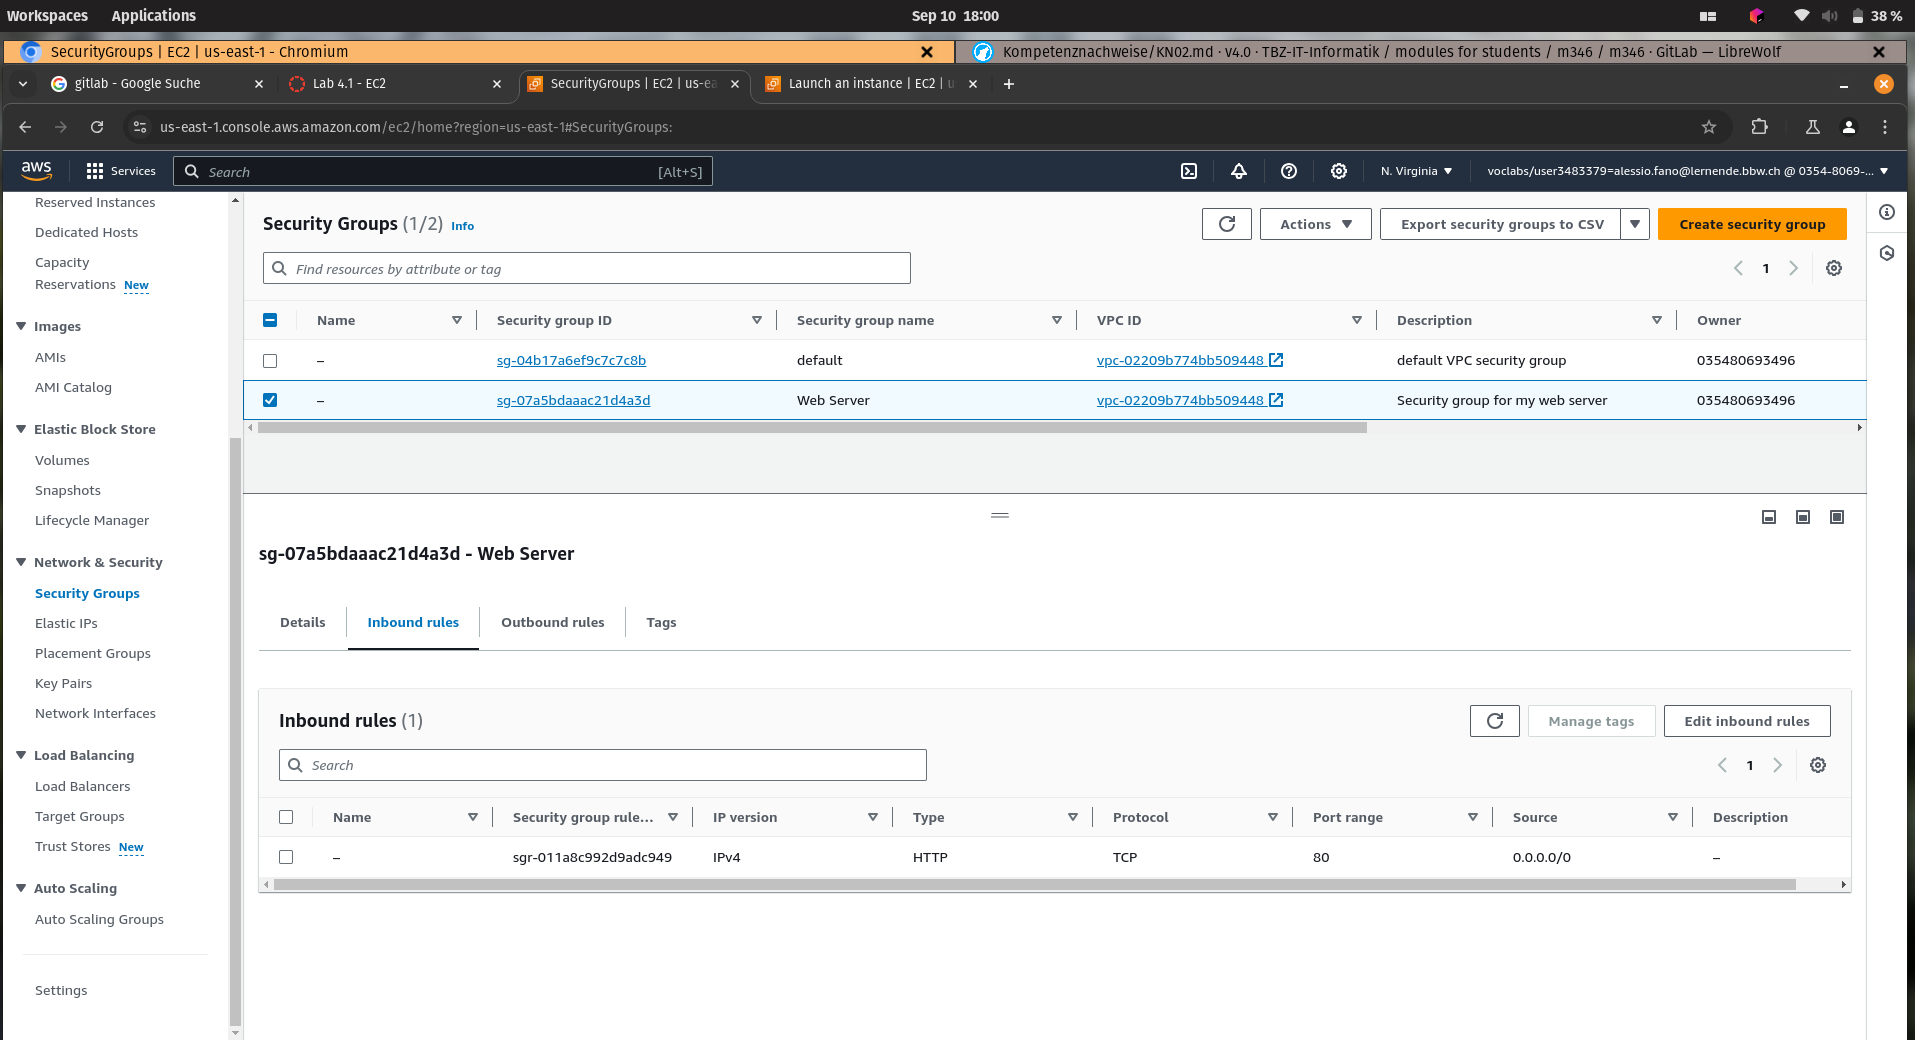 Workspaces Applications Sep 10 18:00 38 %
SecurityGroups | EC2 | us-east-1 - Chromium Kompetenznachweise/KN02.md · v4.0 · TBZ-IT-Informatik / modules for students / m346 / m346 · GitLab — LibreWolf
gitlab - Google Suche Lab 4.1 - EC2 SecurityGroups | EC2 | us-ea Launch an instance | EC2 | u
us-east-1.console.aws.amazon.com/ec2/home?region=us-east-1#SecurityGroups:
aws Services Search [Alt+S] N. Virginia voclabs/user3483379=alessio.fano@lernende.bbw.ch @ 0354-8069-...
Reserved Instances
Dedicated Hosts
Capacity
Reservations New
Images
AMIs
AMI Catalog
Elastic Block Store
Volumes
Snapshots
Lifecycle Manager
Network & Security
Security Groups
Elastic IPs
Placement Groups
Key Pairs
Network Interfaces
Load Balancing
Load Balancers
Target Groups
Trust Stores New
Auto Scaling
Auto Scaling Groups
Settings
Security Groups (1/2) Info Actions Export security groups to CSV Create security group
Find resources by attribute or tag 1
Name Security group ID Security group name VPC ID Description Owner
– sg-04b17a6ef9c7c7c8b default vpc-02209b774bb509448 default VPC security group 035480693496
– sg-07a5bdaaac21d4a3d Web Server vpc-02209b774bb509448 Security group for my web server 035480693496
sg-07a5bdaaac21d4a3d - Web Server
Details Inbound rules Outbound rules Tags
Inbound rules (1) Manage tags Edit inbound rules
Search 1
Name Security group rule... IP version Type Protocol Port range Source Description
– sgr-011a8c992d9adc949 IPv4 HTTP TCP 80 0.0.0.0/0 –